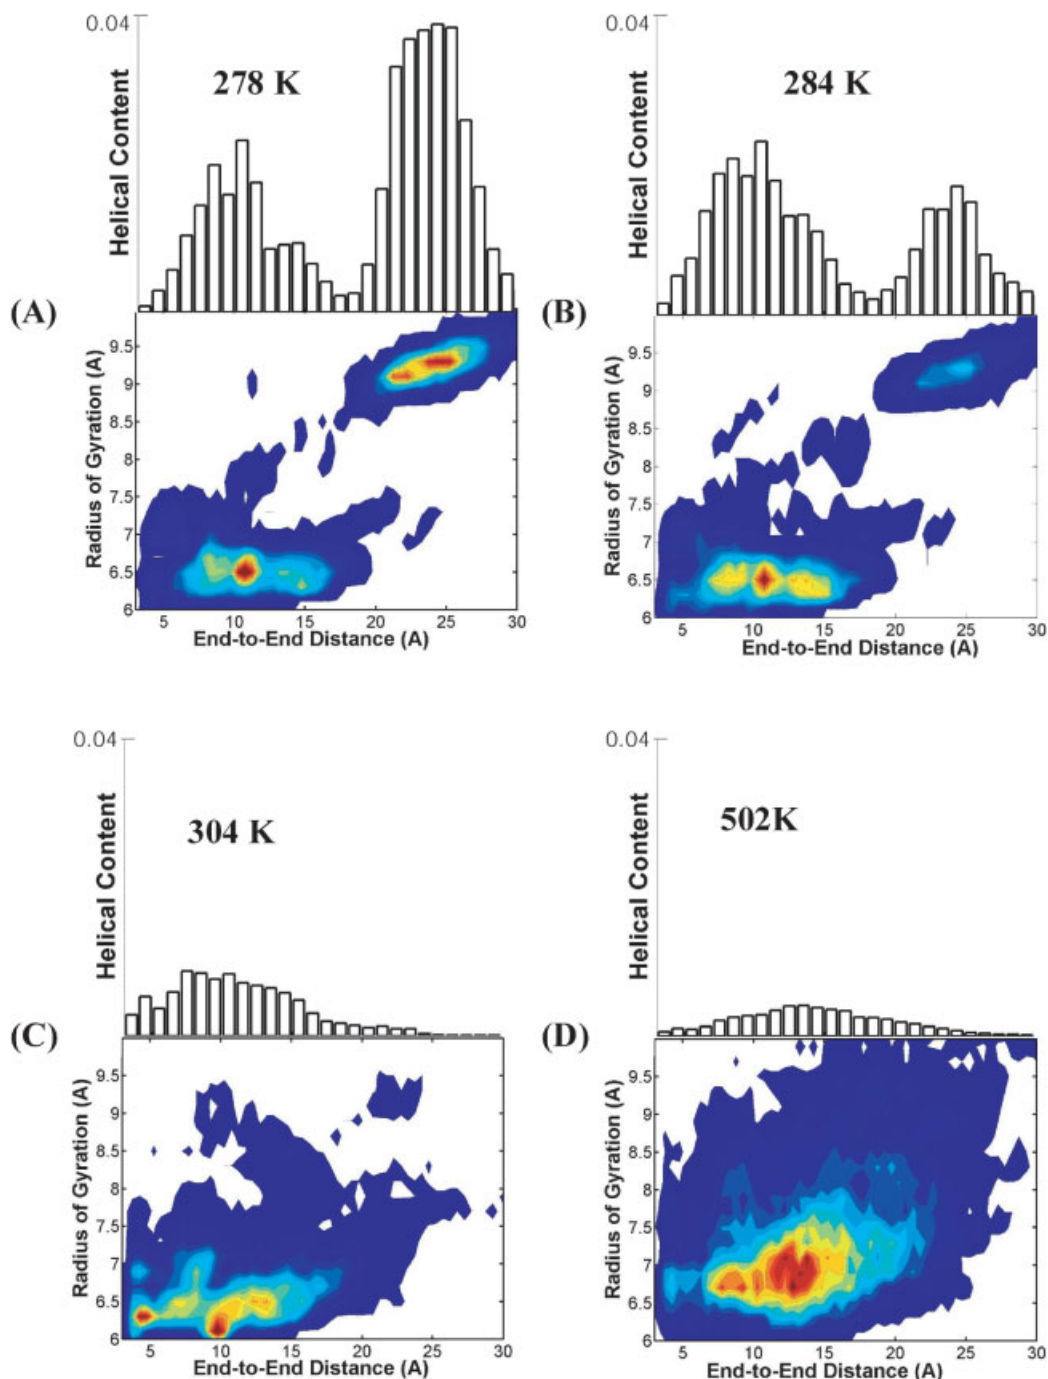 0.04
Helical Content
278 K
(A)
Radius of Gyration (A)
9.5
9
8.5
8
7.5
7
6.5
6
5 10 15 20 25 30
End-to-End Distance (A)
0.04
Helical Content
284 K
(B)
Radius of Gyration (A)
9.5
9
8.5
8
7.5
7
6.5
6
5 10 15 20 25 30
End-to-End Distance (A)
0.04
Helical Content
304 K
(C)
Radius of Gyration (A)
9.5
9
8.5
8
7.5
7
6.5
6
5 10 15 20 25 30
End-to-End Distance (A)
0.04
Helical Content
502K
(D)
Radius of Gyration (A)
9.5
9
8.5
8
7.5
7
6.5
6
5 10 15 20 25 30
End-to-End Distance (A)